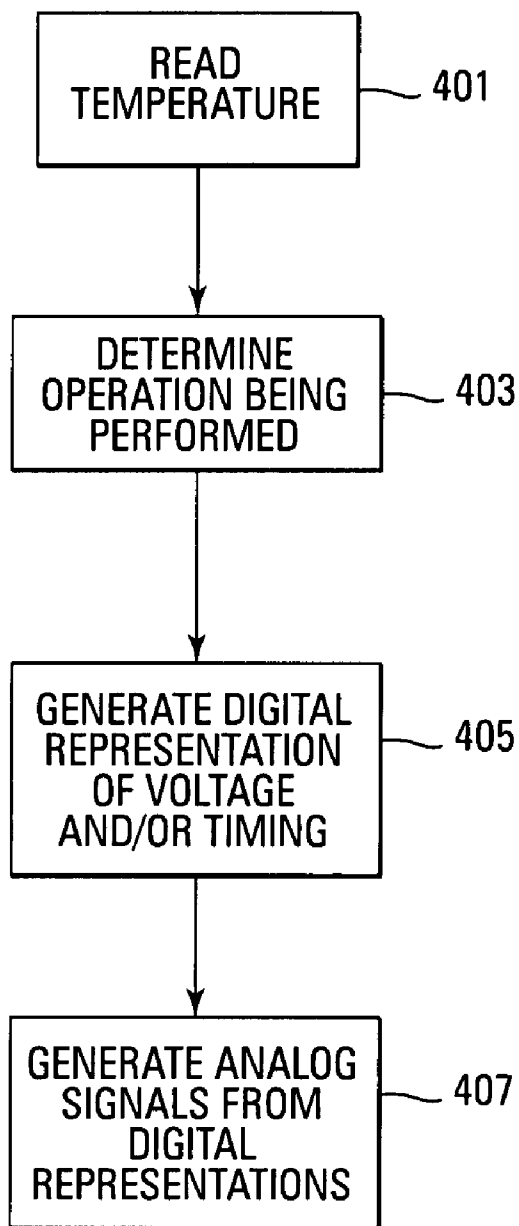 READ
TEMPERATURE
401
DETERMINE
OPERATION BEING
PERFORMED
403
GENERATE DIGITAL
REPRESENTATION
OF VOLTAGE
AND/OR TIMING
405
GENERATE ANALOG
SIGNALS FROM
DIGITAL
REPRESENTATIONS
407